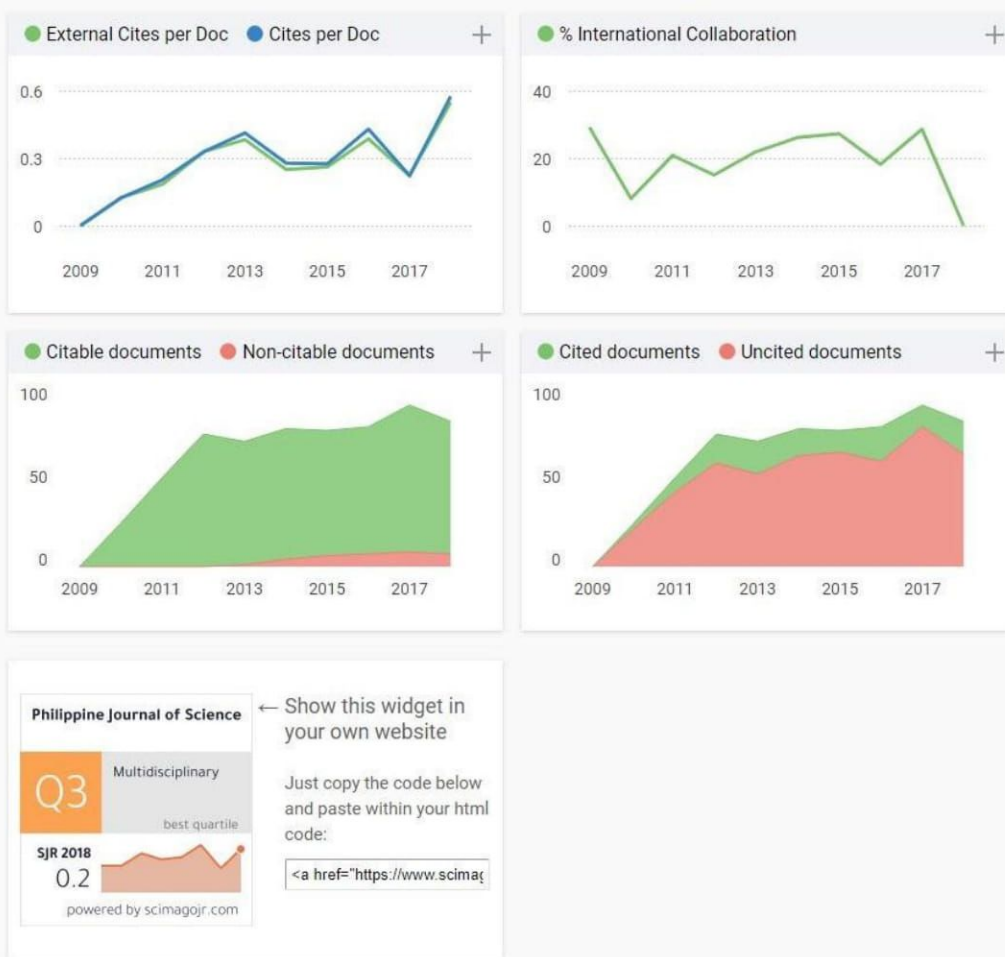 External Cites per Doc Cites per Doc +
0.6
0.3
0
2009 2011 2013 2015 2017
% International Collaboration +
40
20
0
2009 2011 2013 2015 2017
Citable documents Non-citable documents +
100
50
0
2009 2011 2013 2015 2017
Cited documents Uncited documents +
100
50
0
2009 2011 2013 2015 2017
Philippine Journal of Science
Q3
Multidisciplinary
best quartile
SJR 2018
0.2
powered by scimagojr.com
← Show this widget in
your own website
Just copy the code below
and paste within your html
code:
<a href="https://www.scimag